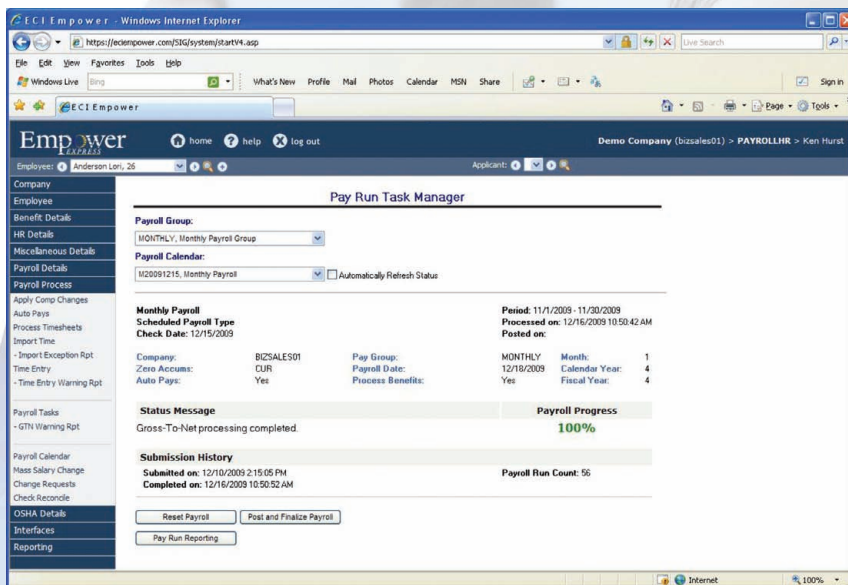 ECI Empower - Windows Internet Explorer
https://eciempower.com/SIG/system/startV4.asp
Live Search
File Edit View Favorites Tools Help
Windows Live Bing What's New Profile Mail Photos Calendar MSN Share Sign in
ECI Empower Page Tools
Empower EXPRESS home help log out Demo Company (bizsales01) > PAYROLLHR > Ken Hurst
Employee: Anderson Lori, 26 Applicant:
Company
Employee
Benefit Details
HR Details
Miscellaneous Details
Payroll Details
Payroll Process
Apply Comp Changes
Auto Pays
Process Timesheets
Import Time
- Import Exception Rpt
Time Entry
- Time Entry Warning Rpt
Payroll Tasks
- GTN Warning Rpt
Payroll Calendar
Mass Salary Change
Change Requests
Check Reconcile
OSHA Details
Interfaces
Reporting
Pay Run Task Manager
Payroll Group:
MONTHLY, Monthly Payroll Group
Payroll Calendar:
M20091215, Monthly Payroll Automatically Refresh Status
Monthly Payroll Period: 11/1/2009 - 11/30/2009
Scheduled Payroll Type Processed on: 12/16/2009 10:50:42 AM
Check Date: 12/15/2009 Posted on:
Company: BIZSALES01 Pay Group: MONTHLY Month: 1
Zero Accums: CUR Payroll Date: 12/18/2009 Calendar Year: 4
Auto Pays: Yes Process Benefits: Yes Fiscal Year: 4
Status Message Payroll Progress
Gross-To-Net processing completed. 100%
Submission History
Submitted on: 12/10/2009 2:15:05 PM Payroll Run Count: 56
Completed on: 12/16/2009 10:50:52 AM
Reset Payroll Post and Finalize Payroll
Pay Run Reporting
Internet 100%